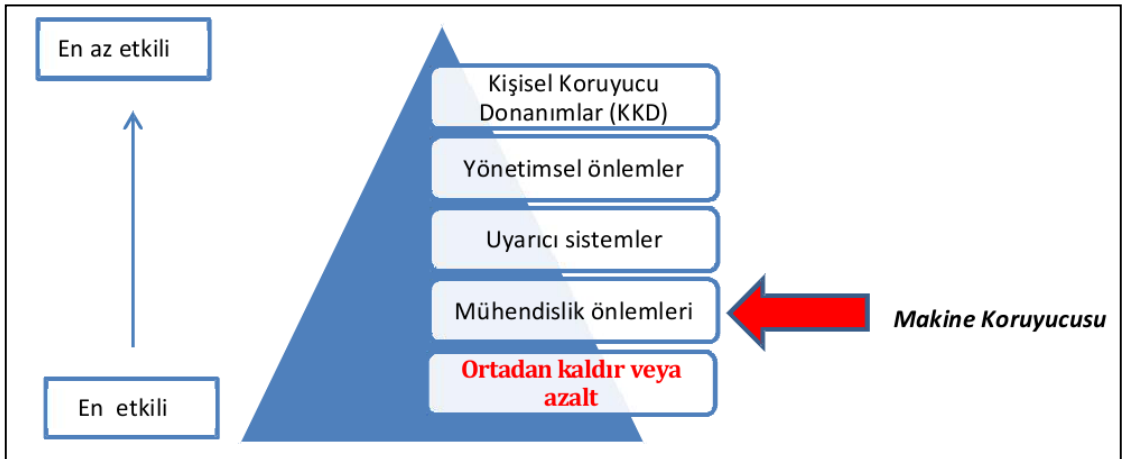 En az etkili
Kişisel Koruyucu
Donanımlar (KKD)
Yönetimsel önlemler
Uyarıcı sistemler
Mühendislik önlemleri
Makine Koruyucusu
Ortadan kaldır veya
azalt
En etkili